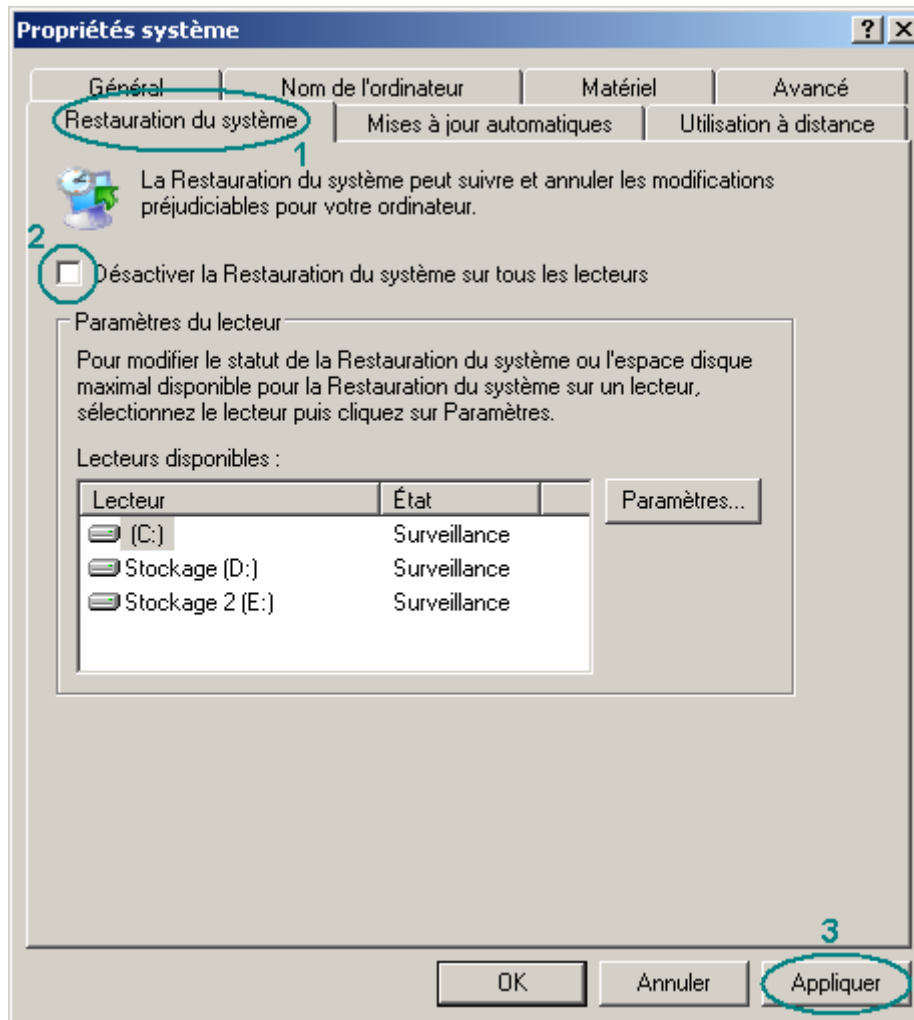 Propriétés système
Général
Nom de l'ordinateur
Matériel
Avancé
Restauration du système
Mises à jour automatiques
Utilisation à distance
1
La Restauration du système peut suivre et annuler les modifications
préjudiciables pour votre ordinateur.
2
Désactiver la Restauration du système sur tous les lecteurs
Paramètres du lecteur
Pour modifier le statut de la Restauration du système ou l'espace disque
maximal disponible pour la Restauration du système sur un lecteur,
sélectionnez le lecteur puis cliquez sur Paramètres.
Lecteurs disponibles :
Lecteur État
Paramètres...
(C:) Surveillance
Stockage (D:) Surveillance
Stockage 2 (E:) Surveillance
3
OK
Annuler
Appliquer